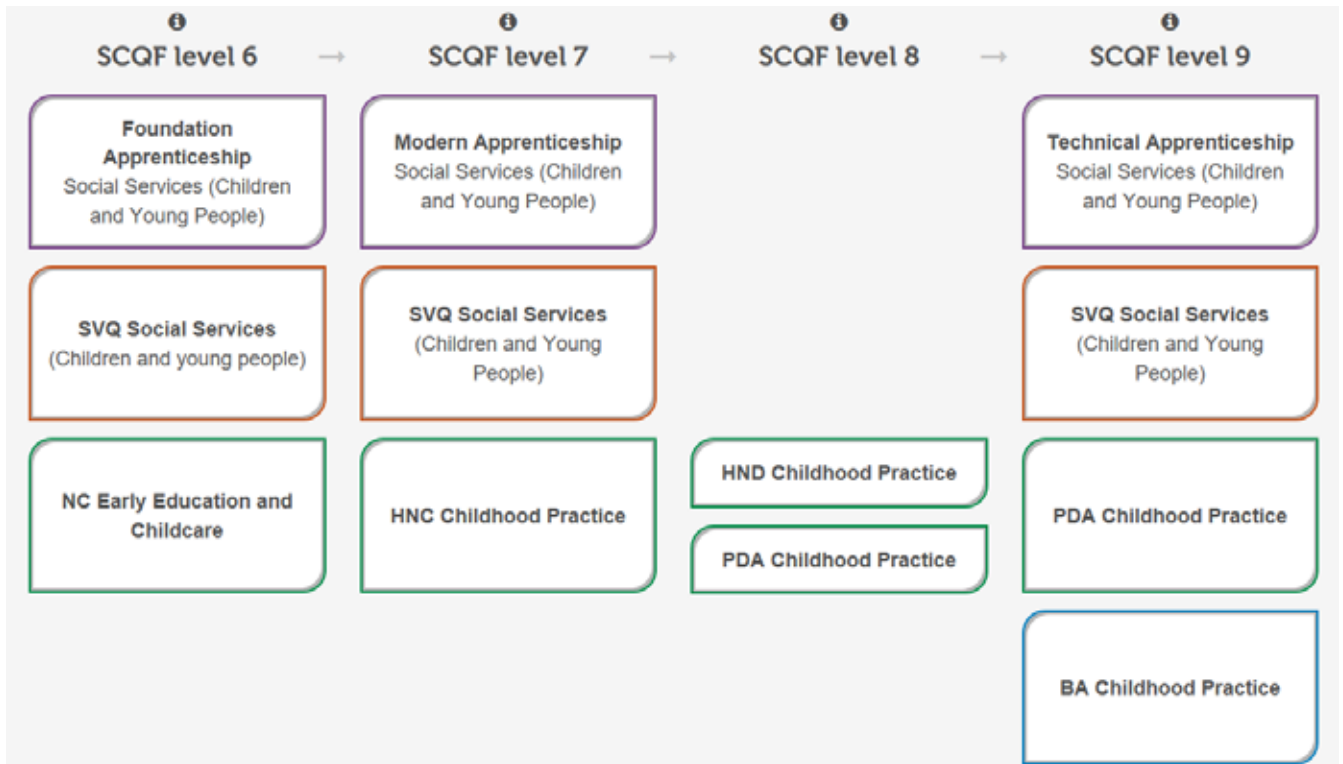 SCQF level 6 → SCQF level 7 → SCQF level 8 → SCQF level 9
Foundation
Apprenticeship
Social Services (Children
and Young People)
Modern Apprenticeship
Social Services (Children
and Young People)
Technical Apprenticeship
Social Services (Children
and Young People)
SVQ Social Services
(Children and young people)
SVQ Social Services
(Children and Young
People)
SVQ Social Services
(Children and Young
People)
NC Early Education and
Childcare
HNC Childhood Practice
HND Childhood Practice
PDA Childhood Practice
PDA Childhood Practice
BA Childhood Practice